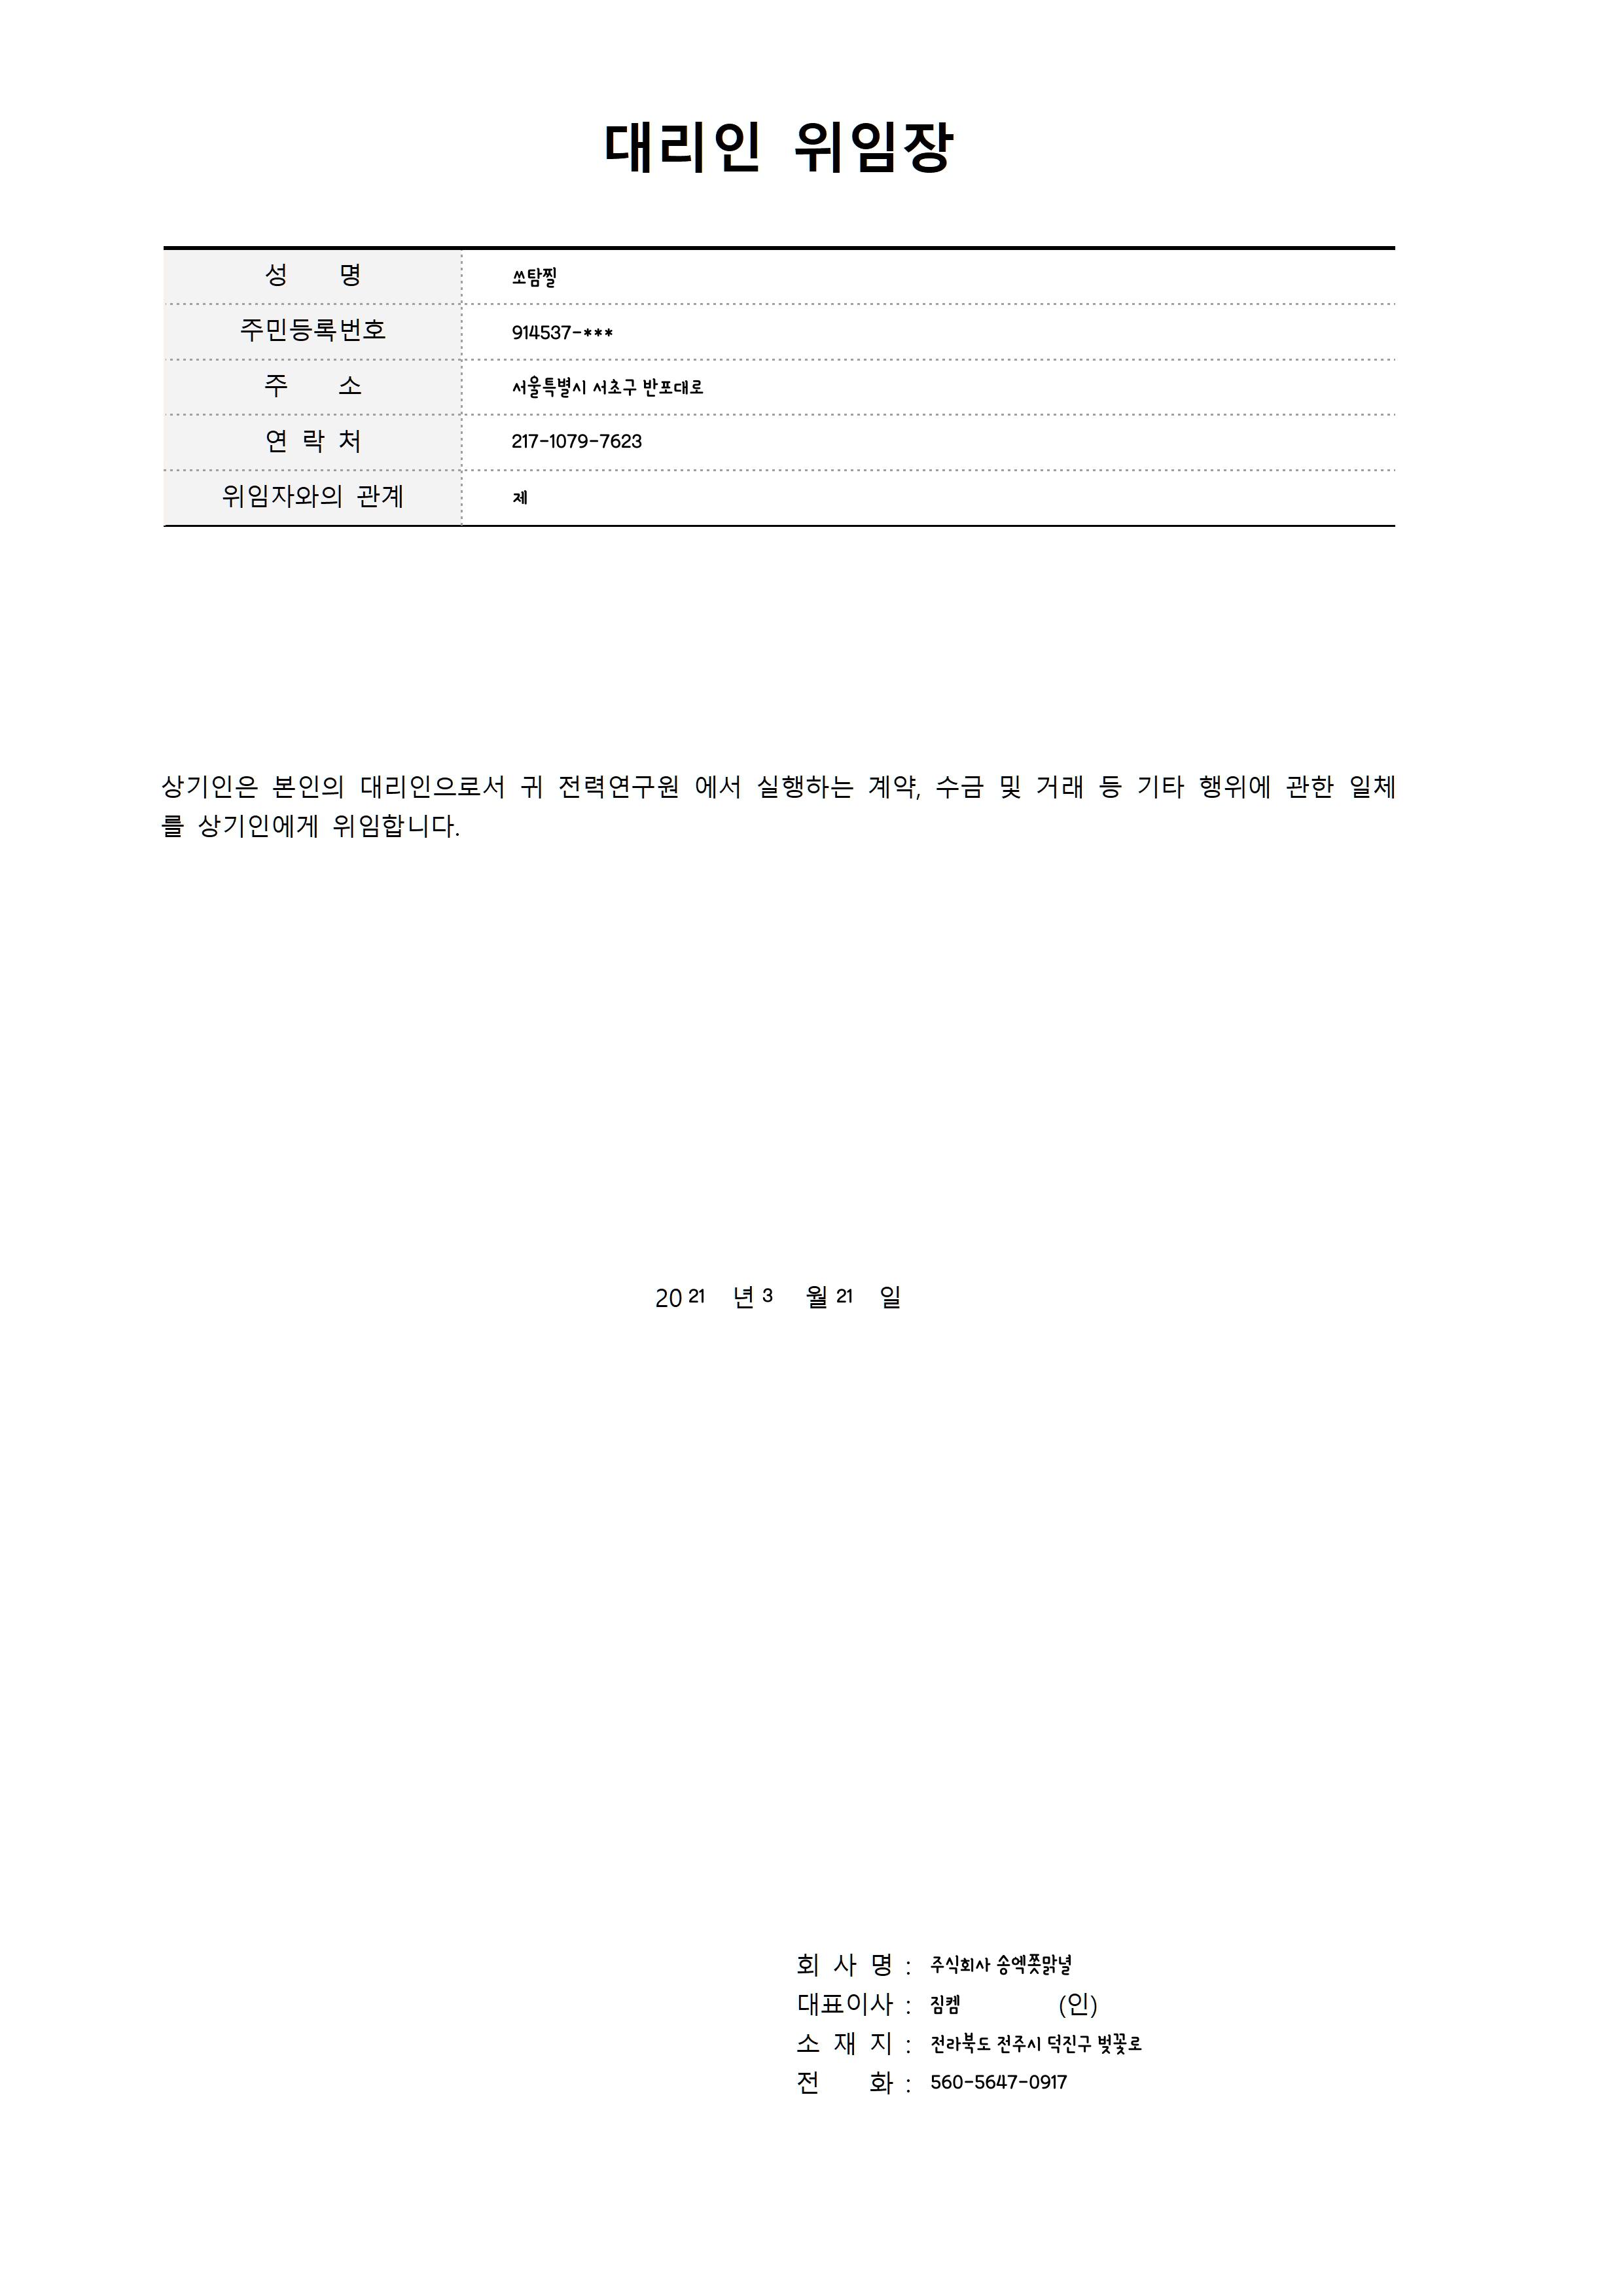 대리인 위임장
성 명 쏘탐찔
주민등록번호 914537-***
주 소 서울특별시 서초구 반포대로
연 락 처 217-1079-7623
위임자와의 관계 제
상기인은 본인의 대리인으로서 귀 전력연구원 에서 실행하는 계약, 수금 및 거래 등 기타 행위에 관한 일체
를 상기인에게 위임합니다.
20 21 년 3 월 21 일
회 사 명 : 주식회사 송엑쫏맑녈
대표이사 : 짐켐 (인)
소 재 지 : 전라북도 전주시 덕진구 벚꽃로
전 화 : 560-5647-0917